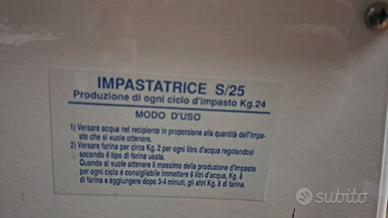 IMPASTATRICE S/25
Produzione di ogni ciclo d'impasto Kg.24
MODO D'USO
1) Versare acqua nel recipiente in proporzione alla quantità dell'impa-
sto che si vuole ottenere.
2) Versare farina per circa Kg. 2 per ogni litro d'acqua regolandosi
secondo il tipo di farina usata.
Quando si vuole ottenere il massimo della produzione d'impasto
per ogni ciclo è consigliabile immettere 8 litri d'acqua, Kg. 8
di farina e aggiungere dopo 3-4 minuti, gli altri Kg. 8 di farina.
subito